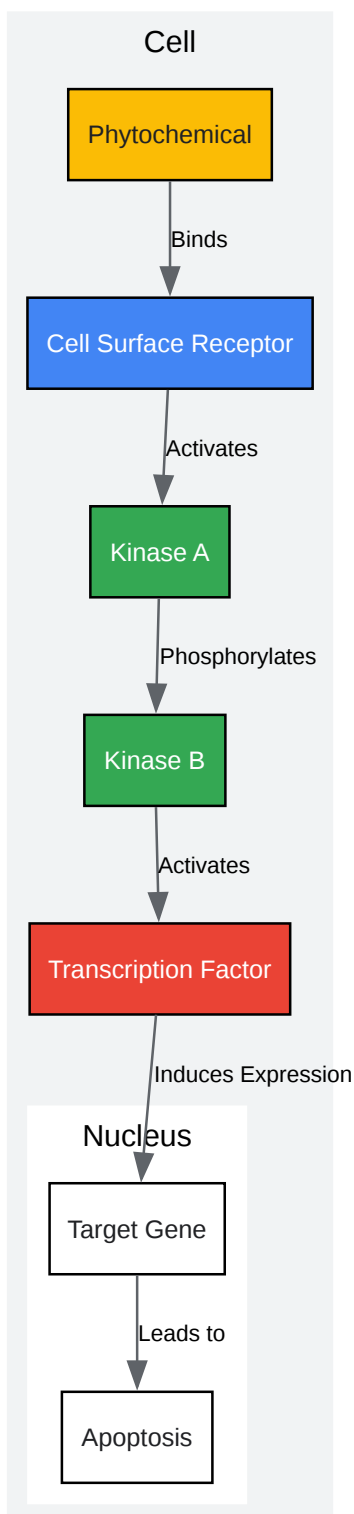 Cell
Phytochemical
Binds
Cell Surface Receptor
Activates
Kinase A
Phosphorylates
Kinase B
Activates
Transcription Factor
Induces Expression
Nucleus
Target Gene
Leads to
Apoptosis